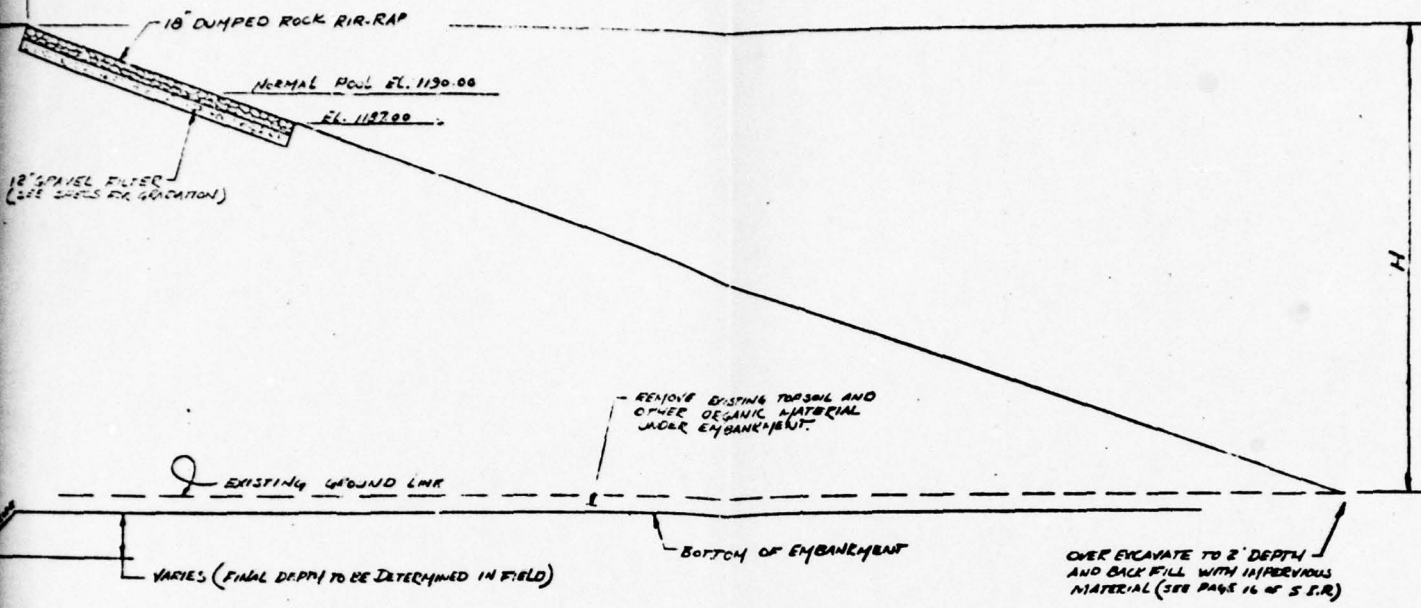 18" DUMPED ROCK RIR-RAP
NORMAL POOL EL. 1190.00
EL. 1187.00
12" GRAVEL FILTER
(SEE SPECS FOR GRADATION)
H
REMOVE EXISTING TOPSOIL AND
OTHER ORGANIC MATERIAL
UNDER EMBANKMENT.
EXISTING GROUND LINE
BOTTOM OF EMBANKMENT
VARIES (FINAL DEPTH TO BE DETERMINED IN FIELD)
OVER EXCAVATE TO 2' DEPTH
AND BACK FILL WITH IMPERVIOUS
MATERIAL (SEE PAGE 16 OF S.E.R)